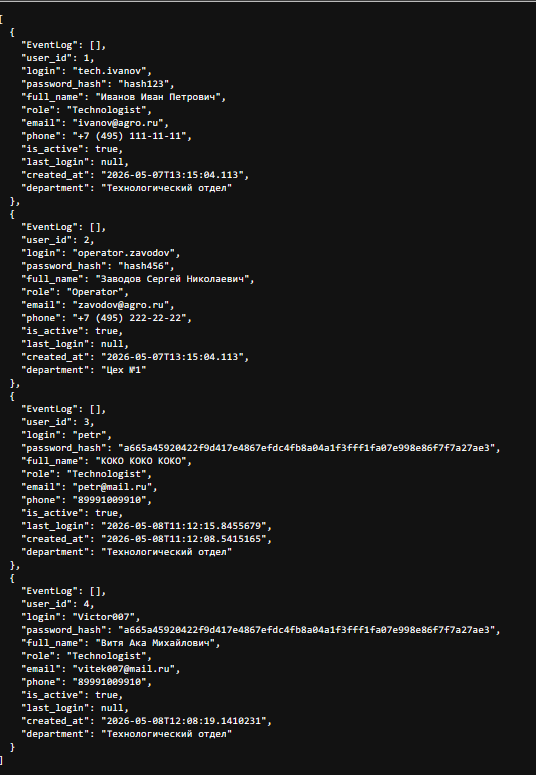 [
  {
    "EventLog": [],
    "user_id": 1,
    "login": "tech.ivanov",
    "password_hash": "hash123",
    "full_name": "Иванов Иван Петрович",
    "role": "Technologist",
    "email": "ivanov@agro.ru",
    "phone": "+7 (495) 111-11-11",
    "is_active": true,
    "last_login": null,
    "created_at": "2026-05-07T13:15:04.113",
    "department": "Технологический отдел"
  },
  {
    "EventLog": [],
    "user_id": 2,
    "login": "operator.zavodov",
    "password_hash": "hash456",
    "full_name": "Заводов Сергей Николаевич",
    "role": "Operator",
    "email": "zavodov@agro.ru",
    "phone": "+7 (495) 222-22-22",
    "is_active": true,
    "last_login": null,
    "created_at": "2026-05-07T13:15:04.113",
    "department": "Цех №1"
  },
  {
    "EventLog": [],
    "user_id": 3,
    "login": "petr",
    "password_hash": "a665a45920422f9d417e4867efdc4fb8a04a1f3fff1fa07e998e86f7f7a27ae3",
    "full_name": "КОКО КОКО КОКО",
    "role": "Technologist",
    "email": "petr@mail.ru",
    "phone": "89991009910",
    "is_active": true,
    "last_login": "2026-05-08T11:12:15.8455679",
    "created_at": "2026-05-08T11:12:08.5415165",
    "department": "Технологический отдел"
  },
  {
    "EventLog": [],
    "user_id": 4,
    "login": "Victor007",
    "password_hash": "a665a45920422f9d417e4867efdc4fb8a04a1f3fff1fa07e998e86f7f7a27ae3",
    "full_name": "Витя Ака Михайлович",
    "role": "Technologist",
    "email": "vitek007@mail.ru",
    "phone": "89991009910",
    "is_active": true,
    "last_login": null,
    "created_at": "2026-05-08T12:08:19.1410231",
    "department": "Технологический отдел"
  }
]